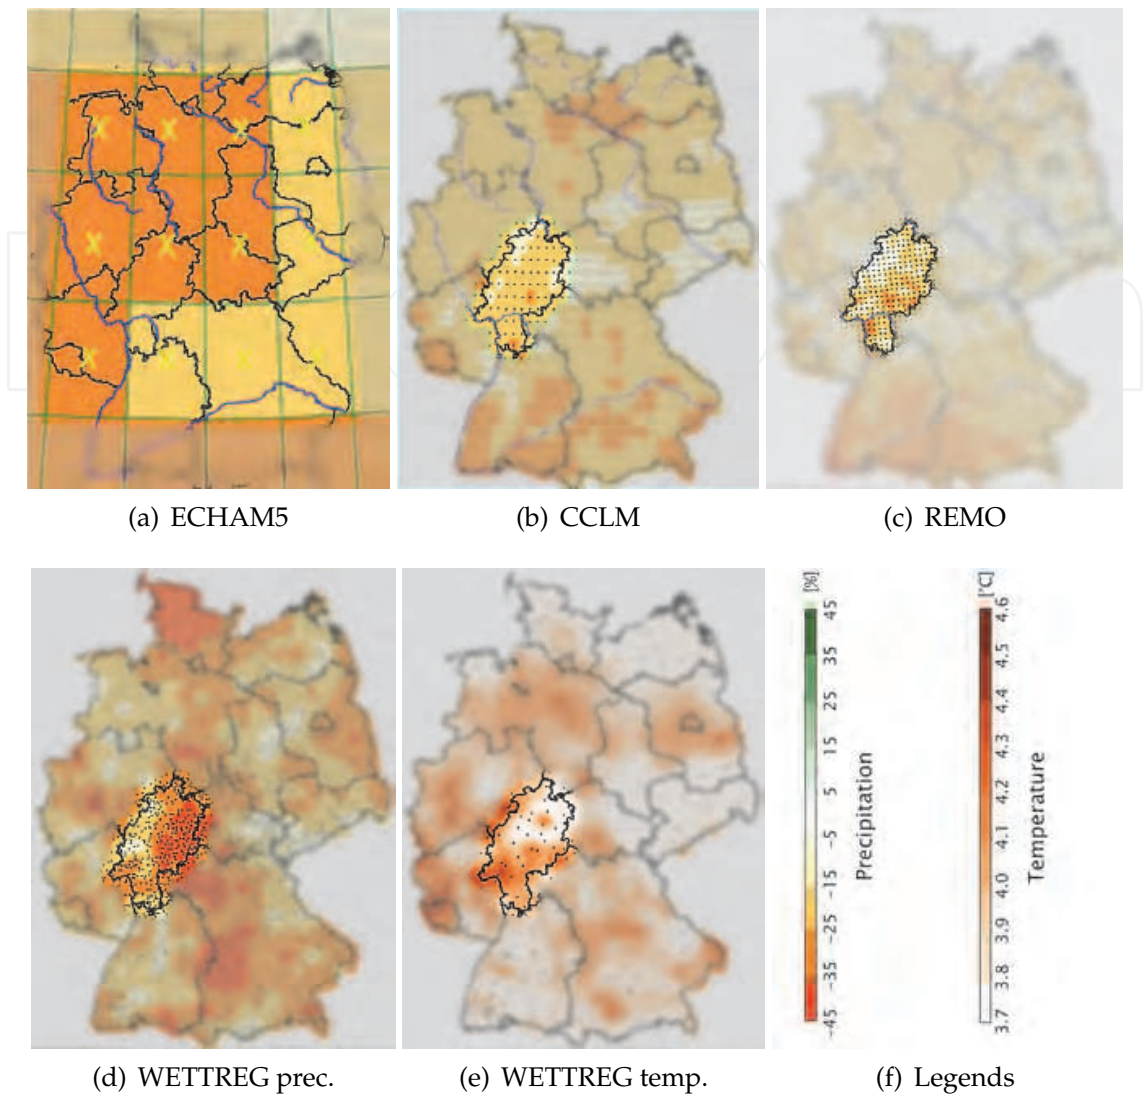 (a) ECHAM5
(b) CCLM
(c) REMO
[%]
45
35
25
15
5
-5
-15
-25
-35
-45
Precipitation
[°C]
4.6
4.5
4.4
4.3
4.2
4.1
4.0
3.9
3.8
3.7
Temperature
(d) WETTREG prec.
(e) WETTREG temp.
(f) Legends